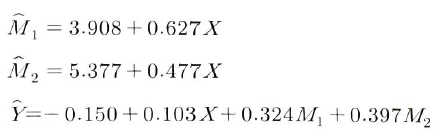 M̂₁ = 3.908 + 0.627X
M̂₂ = 5.377 + 0.477X
Ŷ=− 0.150 + 0.103X + 0.324M₁ + 0.397M₂